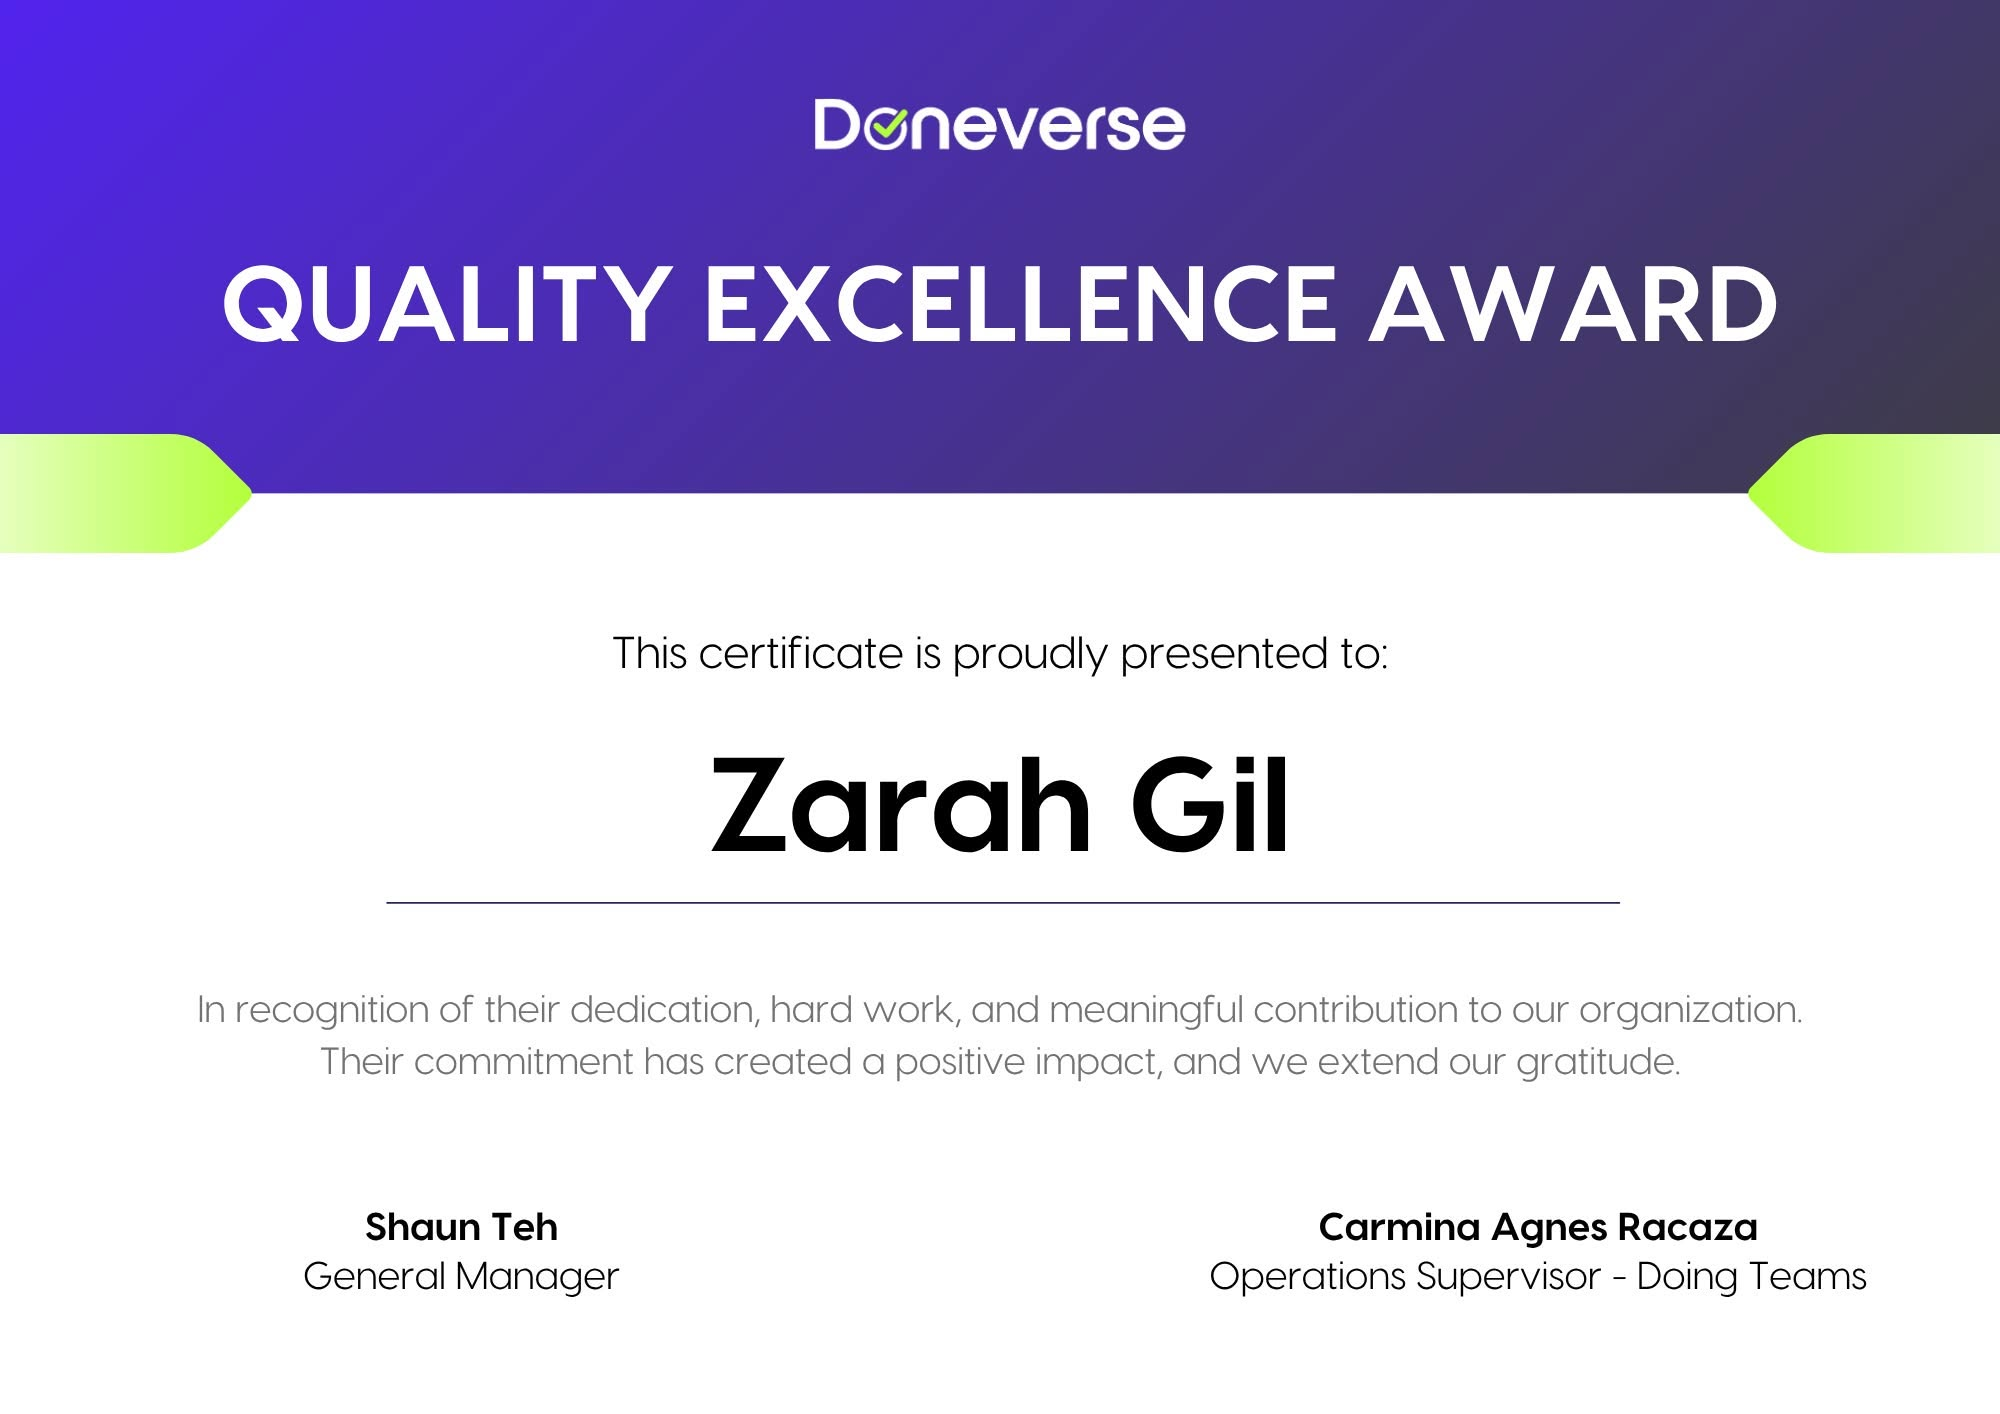 Doneverse
QUALITY EXCELLENCE AWARD
This certificate is proudly presented to:
Zarah Gil
In recognition of their dedication, hard work, and meaningful contribution to our organization.
Their commitment has created a positive impact, and we extend our gratitude.
Shaun Teh
General Manager
Carmina Agnes Racaza
Operations Supervisor - Doing Teams